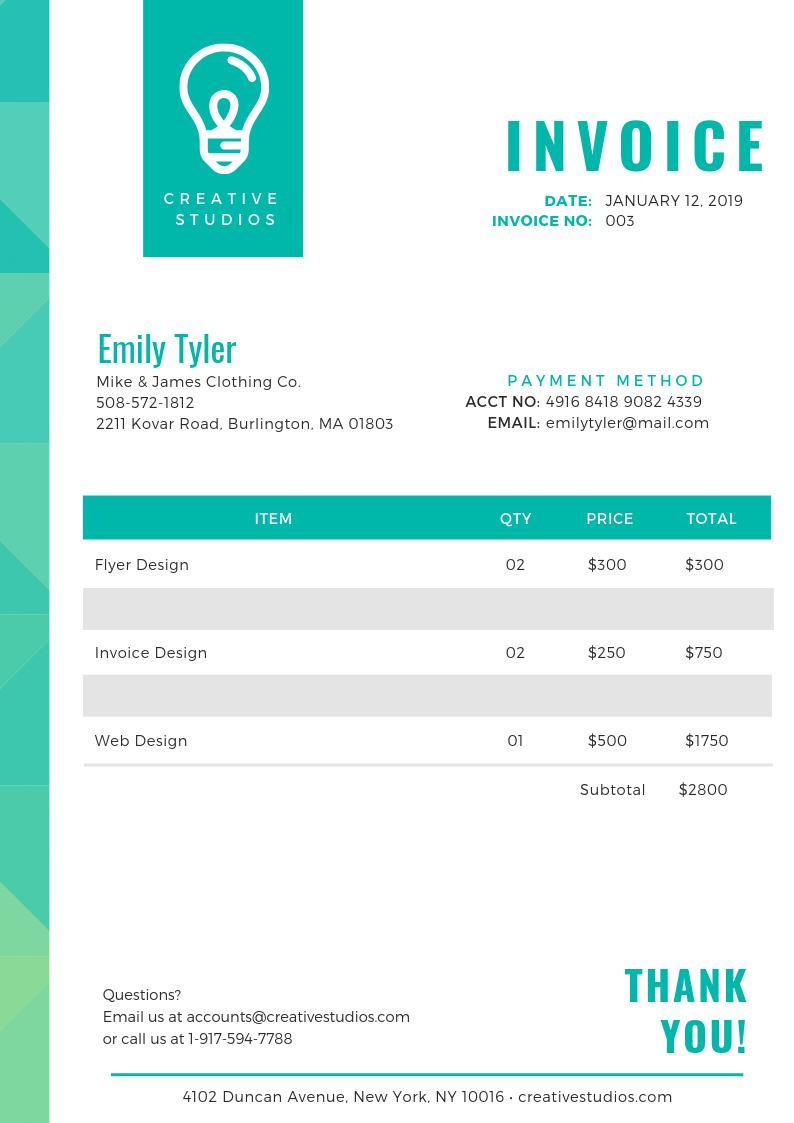 CREATIVE
STUDIOS
INVOICE
DATE: JANUARY 12, 2019
INVOICE NO: 003
Emily Tyler
Mike & James Clothing Co.
508-572-1812
2211 Kovar Road, Burlington, MA 01803
PAYMENT METHOD
ACCT NO: 4916 8418 9082 4339
EMAIL: emilytyler@mail.com
ITEM QTY PRICE TOTAL
Flyer Design 02 $300 $300
Invoice Design 02 $250 $750
Web Design 01 $500 $1750
Subtotal $2800
Questions?
Email us at accounts@creativestudios.com
or call us at 1-917-594-7788
THANK
YOU!
4102 Duncan Avenue, New York, NY 10016 • creativestudios.com